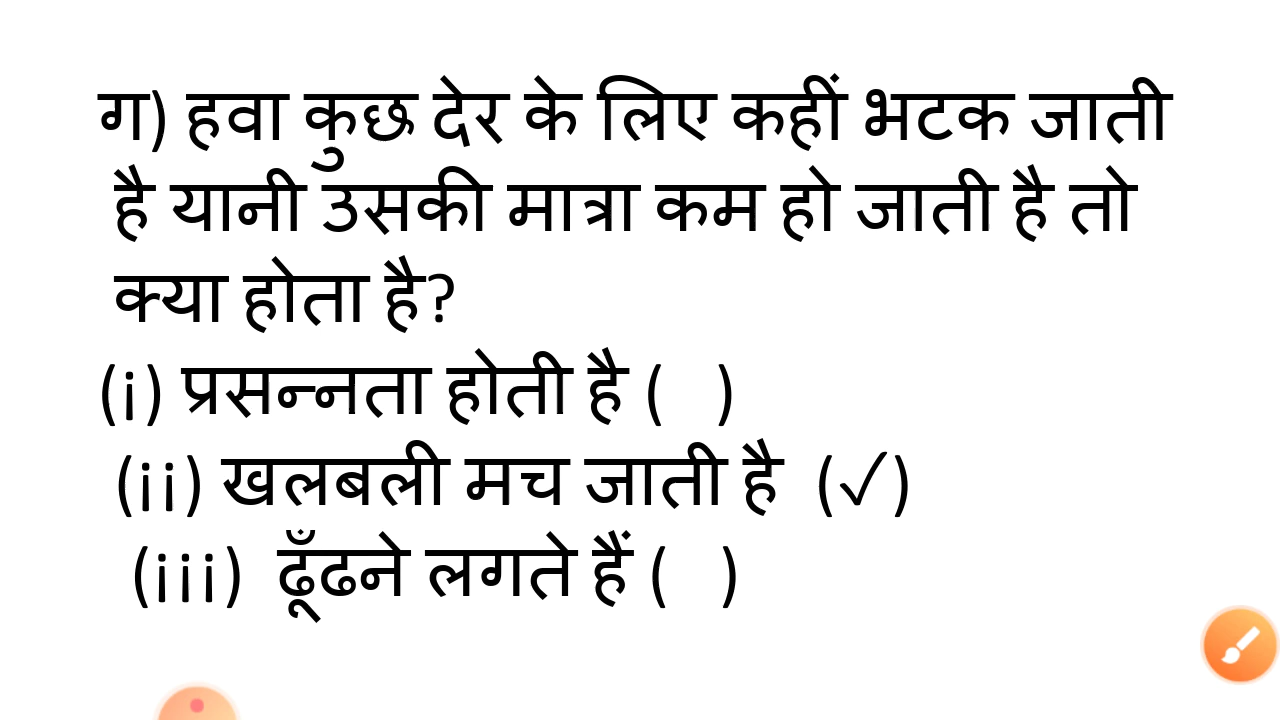 ग) हवा कुछ देर के लिए कहीं भटक जाती
है यानी उसकी मात्रा कम हो जाती है तो
क्या होता है?
(i) प्रसन्नता होती है ( )
(ii) खलबली मच जाती है (✓)
(iii) ढूँढने लगते हैं ( )